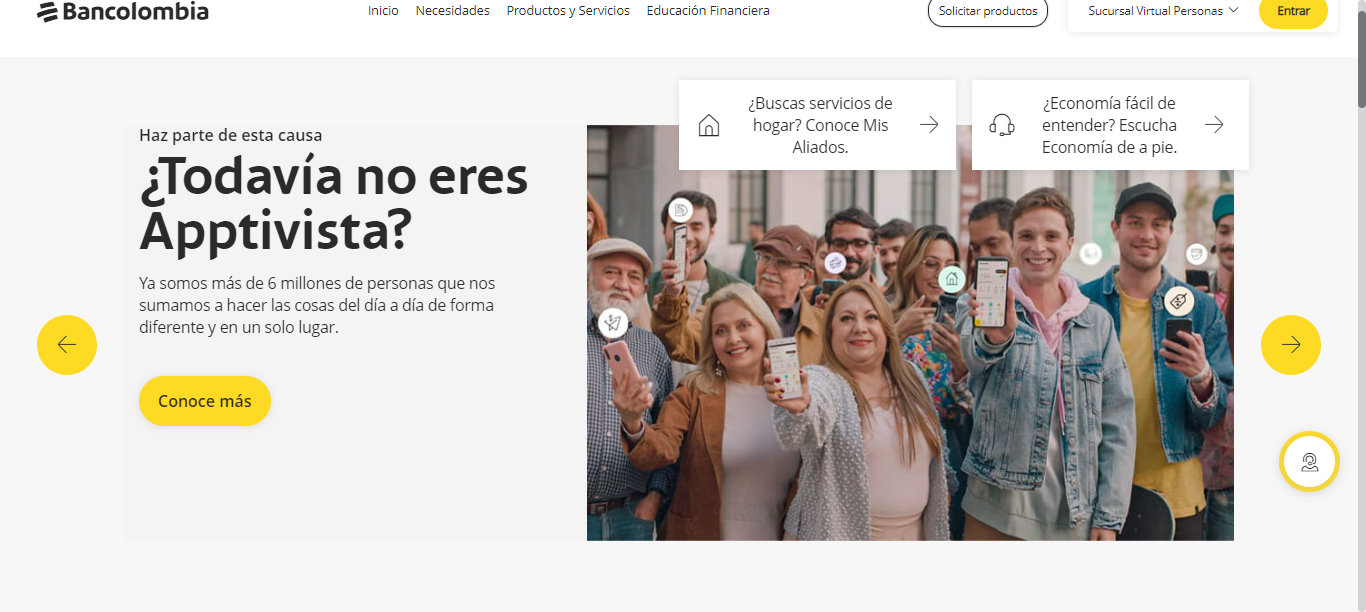 Bancolombia
Inicio
Necesidades
Productos y Servicios
Educación Financiera
Solicitar productos
Sucursal Virtual Personas
Entrar
¿Buscas servicios de
hogar? Conoce Mis
Aliados.
¿Economía fácil de
entender? Escucha
Economía de a pie.
Haz parte de esta causa
¿Todavía no eres
Apptivista?
Ya somos más de 6 millones de personas que nos
sumamos a hacer las cosas del día a día de forma
diferente y en un solo lugar.
Conoce más